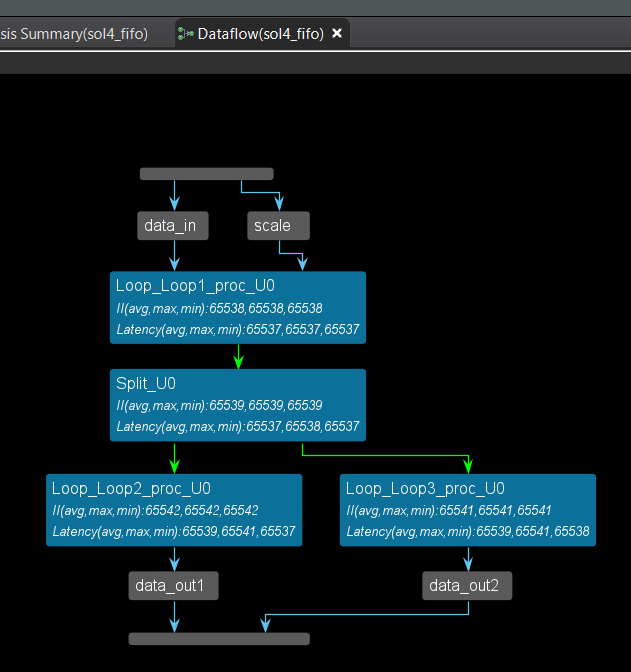 sis Summary(sol4_fifo)
Dataflow(sol4_fifo)
data_in
scale
Loop_Loop1_proc_U0
II(avg,max,min):65538,65538,65538
Latency(avg,max,min):65537,65537,65537
Split_U0
II(avg,max,min):65539,65539,65539
Latency(avg,max,min):65537,65538,65537
Loop_Loop2_proc_U0
II(avg,max,min):65542,65542,65542
Latency(avg,max,min):65539,65541,65537
Loop_Loop3_proc_U0
II(avg,max,min):65541,65541,65541
Latency(avg,max,min):65539,65541,65538
data_out1
data_out2